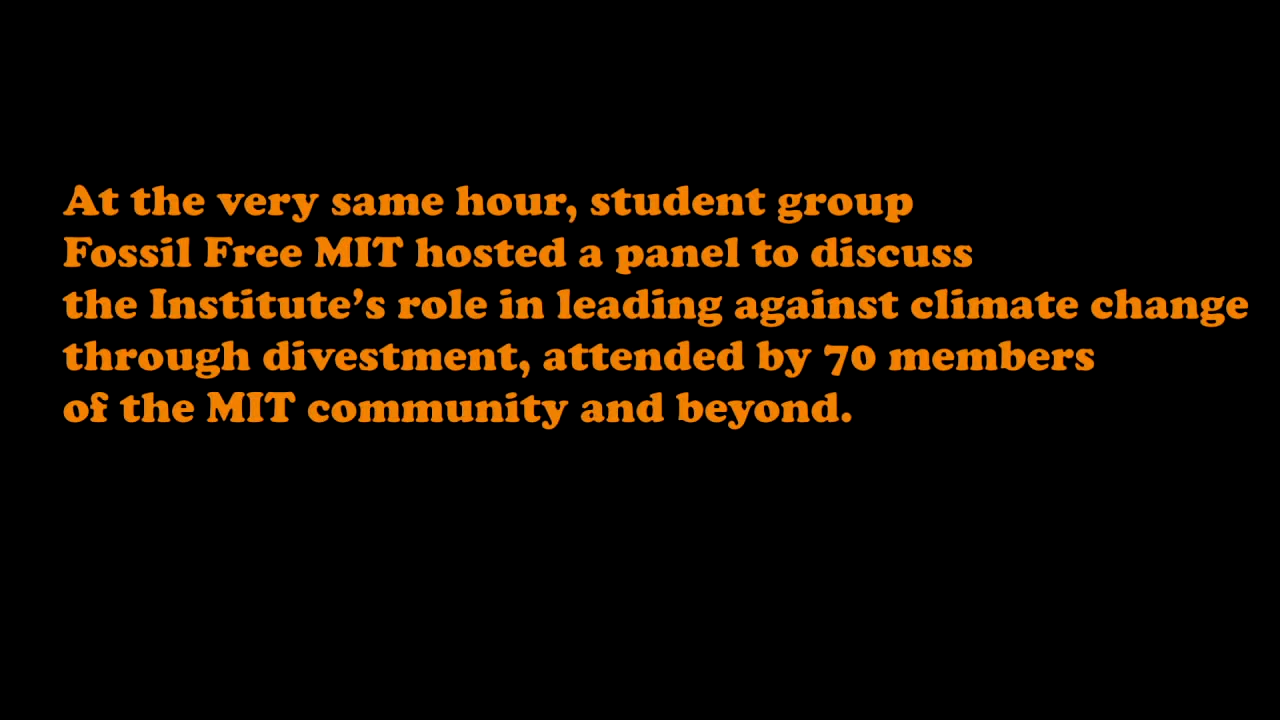 At the very same hour, student group
Fossil Free MIT hosted a panel to discuss
the Institute’s role in leading against climate change
through divestment, attended by 70 members
of the MIT community and beyond.